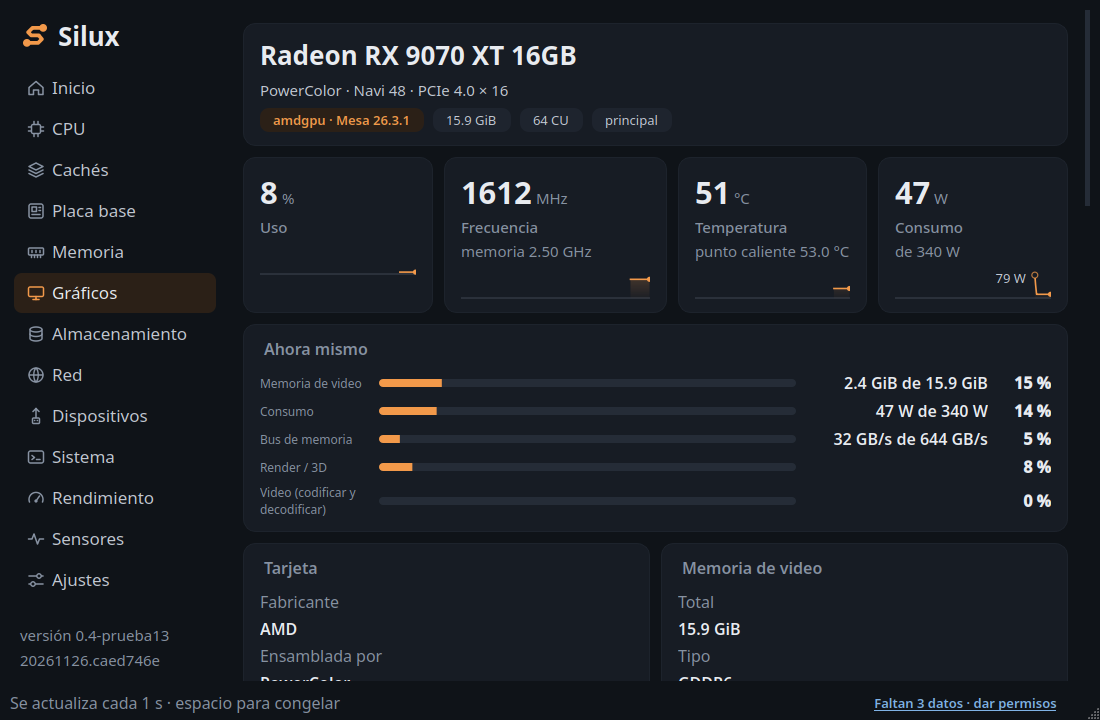 Silux
Inicio
CPU
Cachés
Placa base
Memoria
Gráficos
Almacenamiento
Red
Dispositivos
Sistema
Rendimiento
Sensores
Ajustes
versión 0.4-prueba13
20261126.caed746e
Radeon RX 9070 XT 16GB
PowerColor · Navi 48 · PCIe 4.0 × 16
amdgpu · Mesa 26.3.1 15.9 GiB 64 CU principal
8 %
Uso
1612 MHz
Frecuencia
memoria 2.50 GHz
51 °C
Temperatura
punto caliente 53.0 °C
47 W
Consumo
de 340 W
79 W
Ahora mismo
Memoria de video 2.4 GiB de 15.9 GiB 15 %
Consumo 47 W de 340 W 14 %
Bus de memoria 32 GB/s de 644 GB/s 5 %
Render / 3D 8 %
Video (codificar y
decodificar) 0 %
Tarjeta
Fabricante
AMD
Ensamblada por
PowerColor
Memoria de video
Total
15.9 GiB
Tipo
GDDR6
Se actualiza cada 1 s · espacio para congelar
Faltan 3 datos · dar permisos